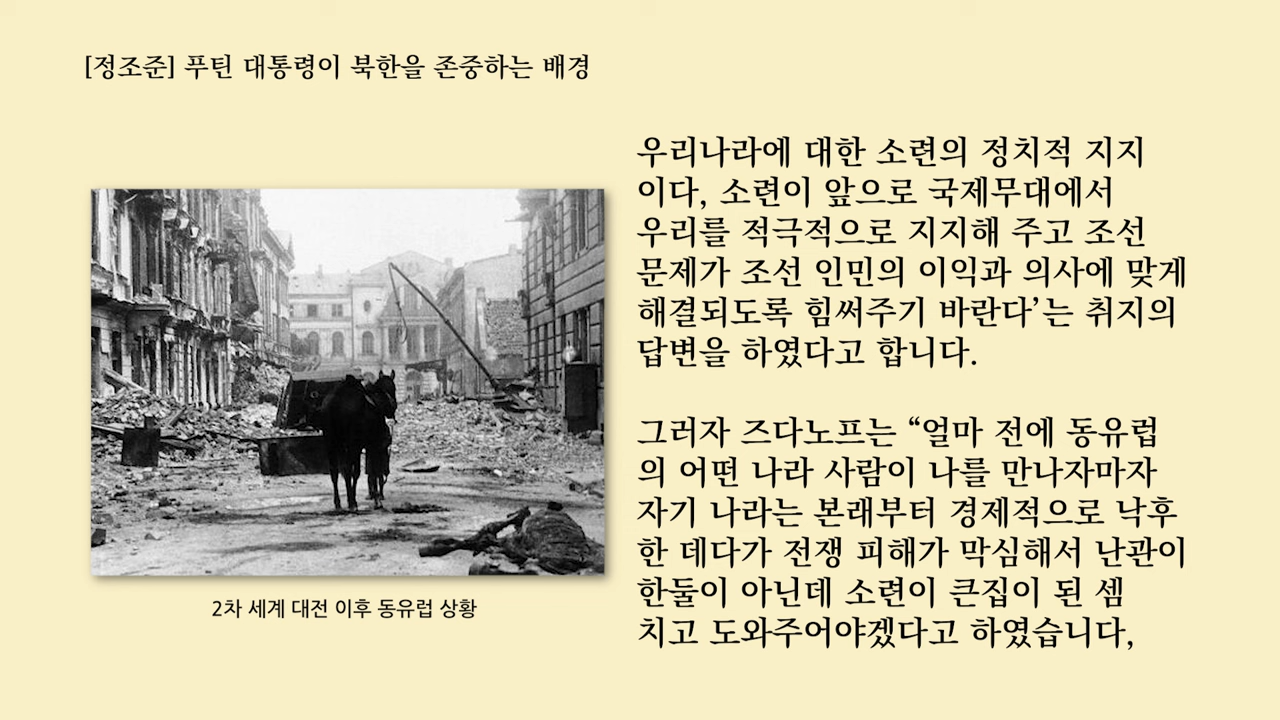 [정조준] 푸틴 대통령이 북한을 존중하는 배경
우리나라에 대한 소련의 정치적 지지
이다, 소련이 앞으로 국제무대에서
우리를 적극적으로 지지해 주고 조선
문제가 조선 인민의 이익과 의사에 맞게
해결되도록 힘써주기 바란다’는 취지의
답변을 하였다고 합니다.
그러자 즈다노프는 “얼마 전에 동유럽
의 어떤 나라 사람이 나를 만나자마자
자기 나라는 본래부터 경제적으로 낙후
한 데다가 전쟁 피해가 막심해서 난관이
한둘이 아닌데 소련이 큰집이 된 셈
치고 도와주어야겠다고 하였습니다,
2차 세계 대전 이후 동유럽 상황